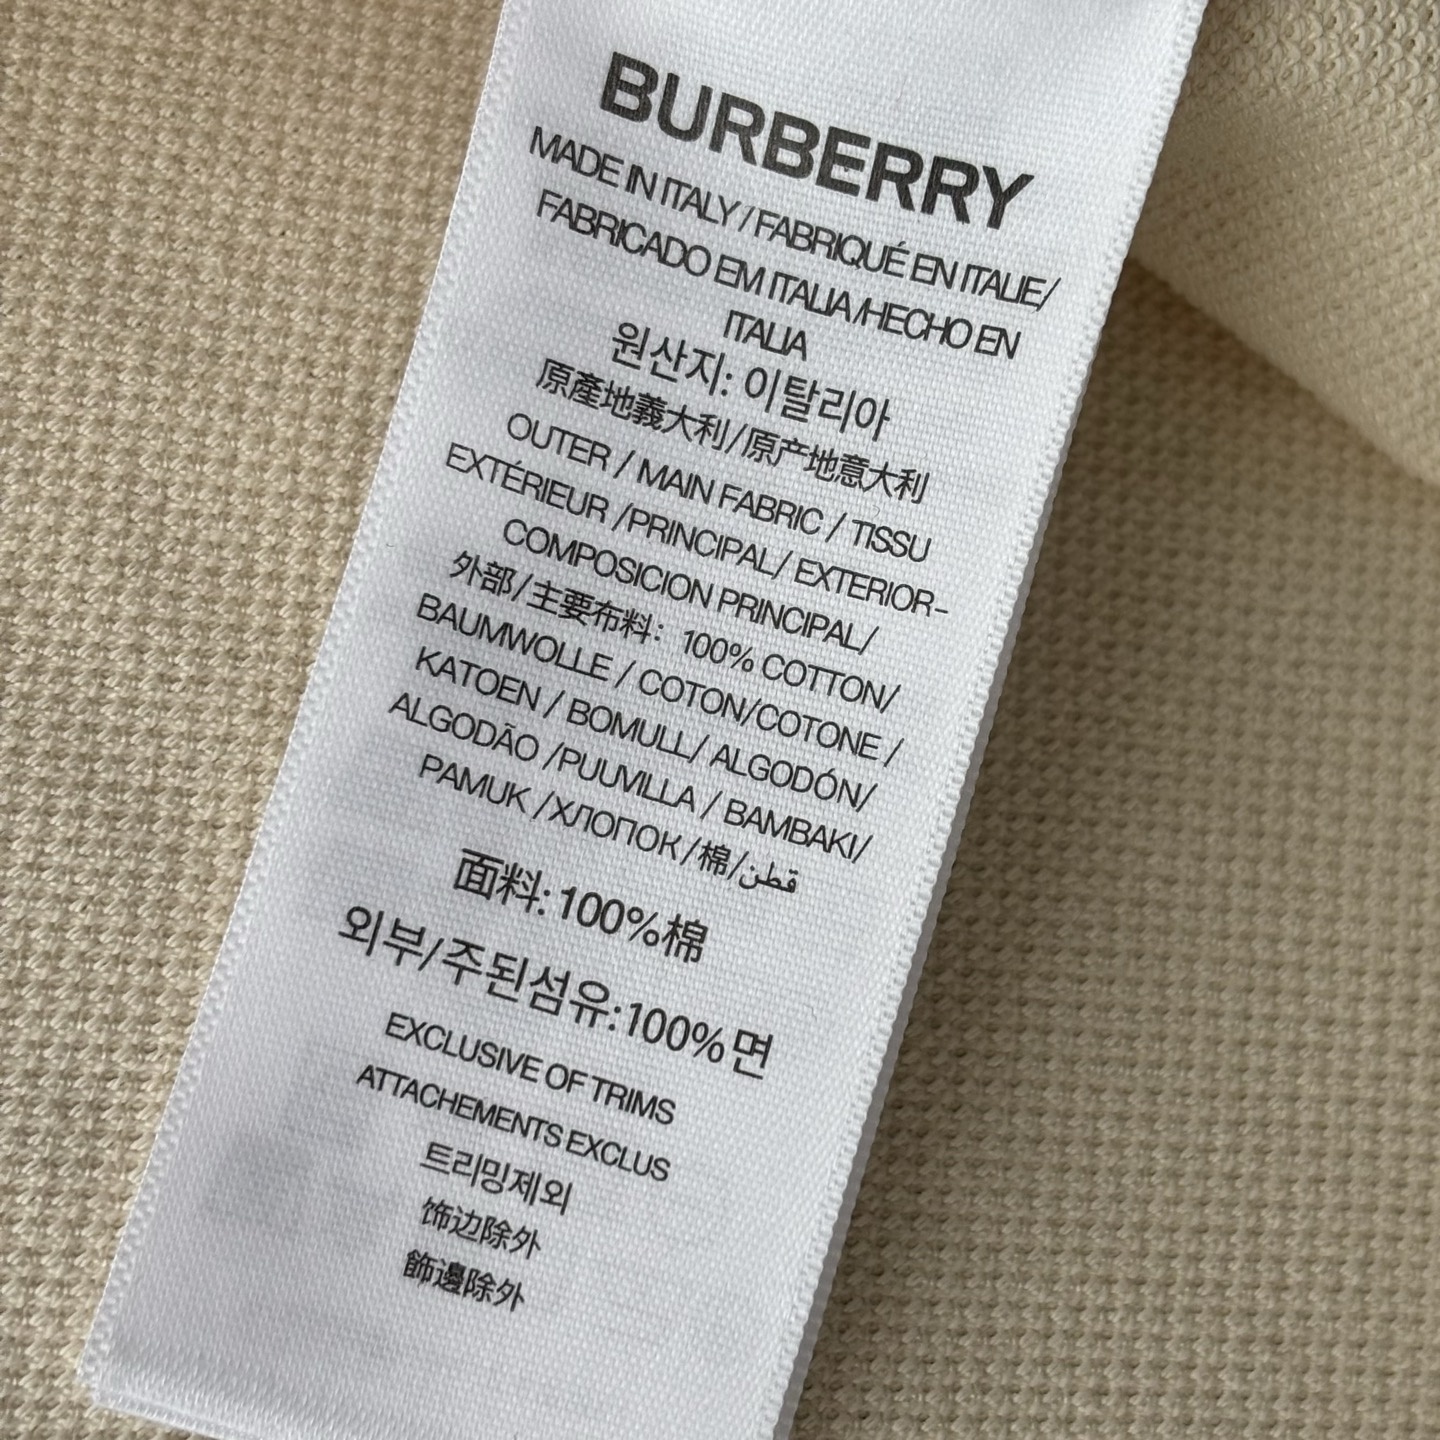 BURBERRY
MADE IN ITALY / FABRIQUÉ EN ITALIE/
FABRICADO EM ITALIA/HECHO EN
ITALIA
원산지: 이탈리아
原產地義大利/原产地意大利
OUTER / MAIN FABRIC / TISSU
EXTÉRIEUR /PRINCIPAL/ EXTERIOR-
COMPOSICION PRINCIPAL/
外部/主要布料: 100% COTTON/
BAUMWOLLE / COTON/COTONE /
KATOEN / BOMULL/ ALGODÓN/
ALGODÃO /PUUVILLA / BAMBAKI/
PAMUK /ХЛОПОК/棉/قطن
面料: 100%棉
외부/주된섬유:100%면
EXCLUSIVE OF TRIMS
ATTACHEMENTS EXCLUS
트리밍제외
饰边除外
飾邊除外